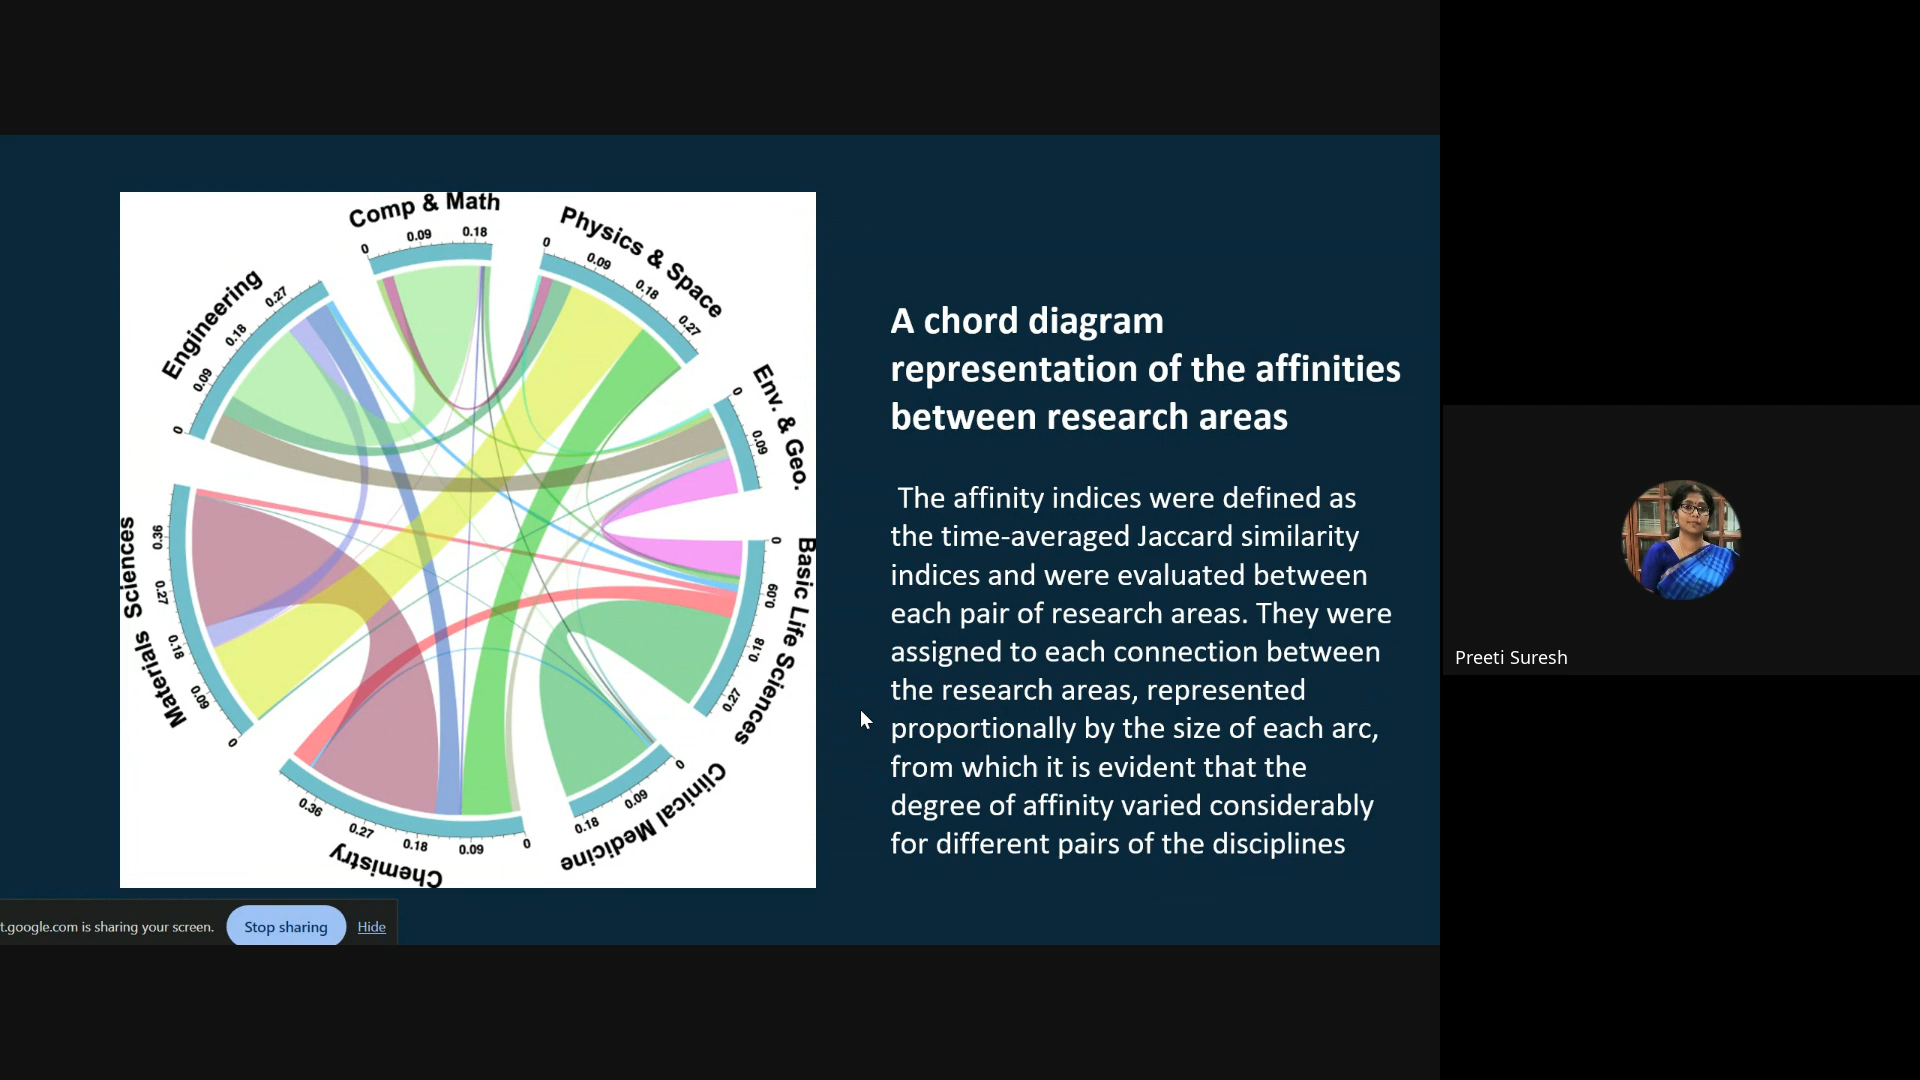 Comp & Math
0
0.09
0.18
Physics & Space
0
0.09
0.18
0.27
Env. & Geo.
0
0.09
Basic Life Sciences
0
0.09
0.18
0.27
Clinical Medicine
0
0.09
0.18
Chemistry
0
0.09
0.18
0.27
0.36
Materials Sciences
0
0.09
0.18
0.27
0.36
Engineering
0
0.09
0.18
0.27
A chord diagram
representation of the affinities
between research areas
The affinity indices were defined as
the time-averaged Jaccard similarity
indices and were evaluated between
each pair of research areas. They were
assigned to each connection between
the research areas, represented
proportionally by the size of each arc,
from which it is evident that the
degree of affinity varied considerably
for different pairs of the disciplines
t.google.com is sharing your screen.
Stop sharing
Hide
Preeti Suresh